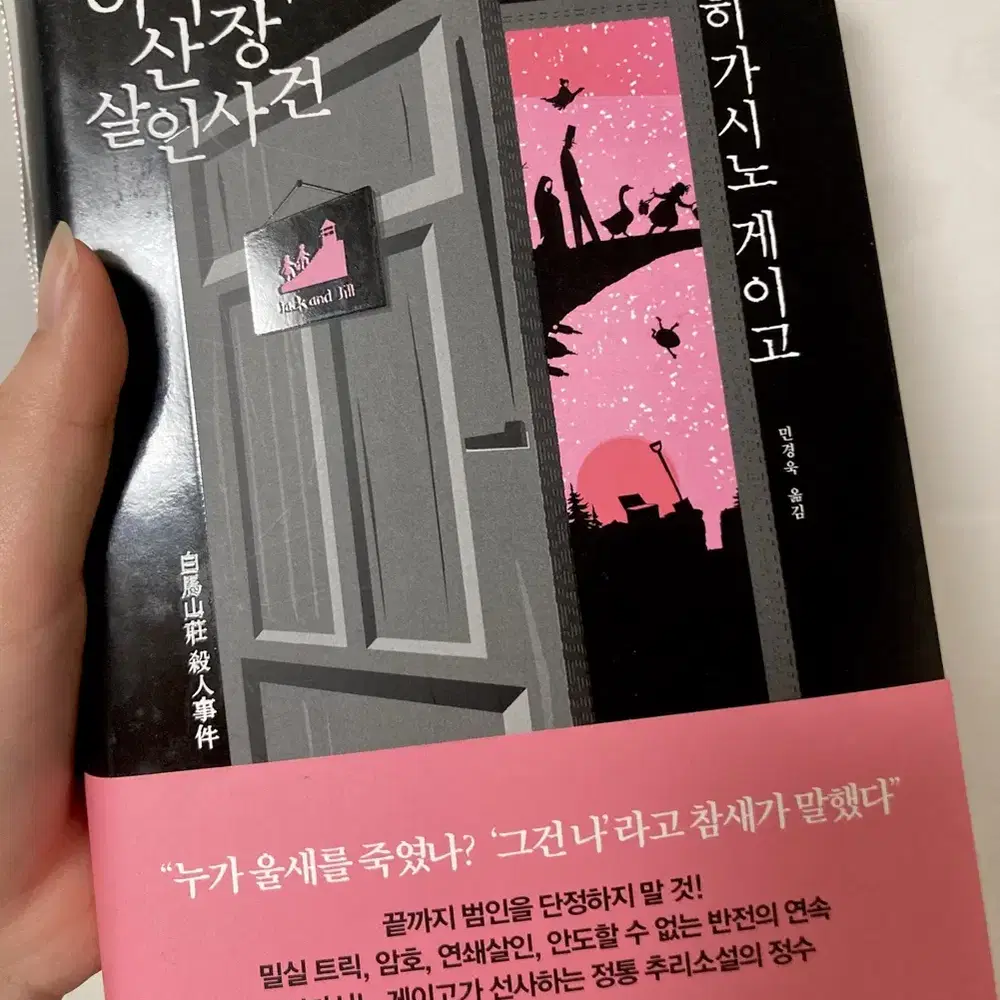 산장
살인사건
히가시노 게이고
민경욱 옮김
Jack and Jill
白馬山莊 殺人事件
“누가 울새를 죽였나? ‘그건 나’라고 참새가 말했다”
끝까지 범인을 단정하지 말 것!
밀실 트릭, 암호, 연쇄살인, 안도할 수 없는 반전의 연속
게이고가 선사하는 정통 추리소설의 정수